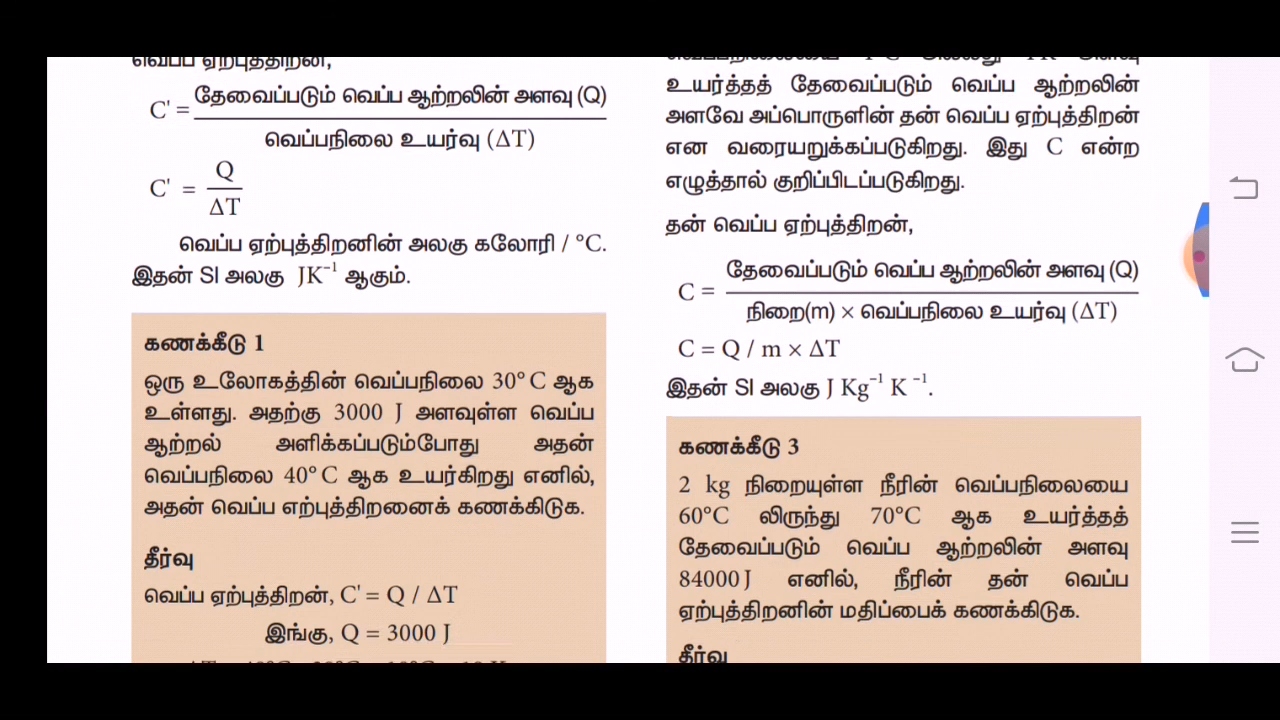 வெப்ப ஏற்புத்திறன்,
C' = தேவைப்படும் வெப்ப ஆற்றலின் அளவு (Q)
வெப்பநிலை உயர்வு (ΔT)
C' = Q
ΔT
வெப்ப ஏற்புத்திறனின் அலகு கலோரி / °C.
இதன் SI அலகு JK⁻¹ ஆகும்.
கணக்கீடு 1
ஒரு உலோகத்தின் வெப்பநிலை 30° C ஆக
உள்ளது. அதற்கு 3000 J அளவுள்ள வெப்ப
ஆற்றல் அளிக்கப்படும்போது அதன்
வெப்பநிலை 40° C ஆக உயர்கிறது எனில்,
அதன் வெப்ப எற்புத்திறனைக் கணக்கிடுக.
தீர்வு
வெப்ப ஏற்புத்திறன், C' = Q / ΔT
இங்கு, Q = 3000 J
உயர்த்தத் தேவைப்படும் வெப்ப ஆற்றலின்
அளவே அப்பொருளின் தன் வெப்ப ஏற்புத்திறன்
என வரையறுக்கப்படுகிறது. இது C என்ற
எழுத்தால் குறிப்பிடப்படுகிறது.
தன் வெப்ப ஏற்புத்திறன்,
C = தேவைப்படும் வெப்ப ஆற்றலின் அளவு (Q)
நிறை(m) × வெப்பநிலை உயர்வு (ΔT)
C = Q / m × ΔT
இதன் SI அலகு J Kg⁻¹ K ⁻¹.
கணக்கீடு 3
2 kg நிறையுள்ள நீரின் வெப்பநிலையை
60°C லிருந்து 70°C ஆக உயர்த்தத்
தேவைப்படும் வெப்ப ஆற்றலின் அளவு
84000 J எனில், நீரின் தன் வெப்ப
ஏற்புத்திறனின் மதிப்பைக் கணக்கிடுக.
தீர்வு